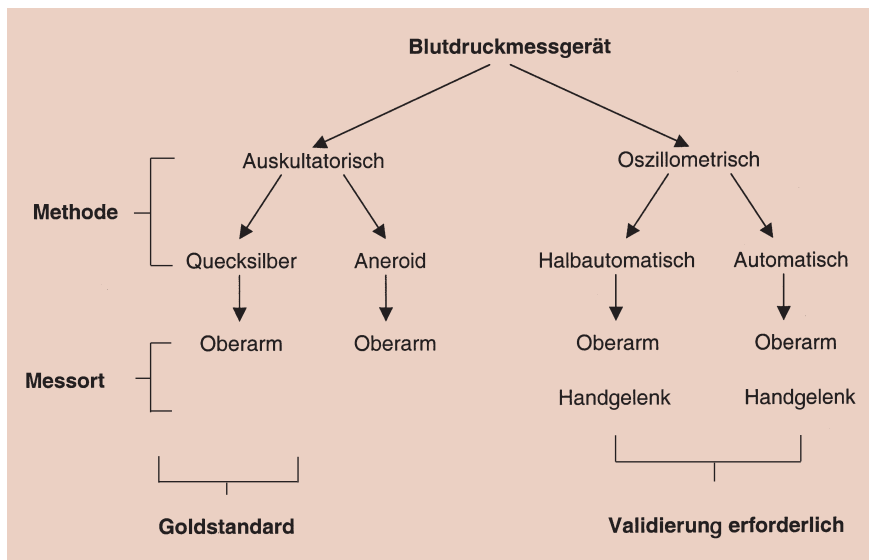 Blutdruckmessgerät
Auskultatorisch Oszillometrisch
Methode
Quecksilber Aneroid Halbautomatisch Automatisch
Oberarm Oberarm Oberarm Oberarm
Messort
Handgelenk Handgelenk
Goldstandard Validierung erforderlich